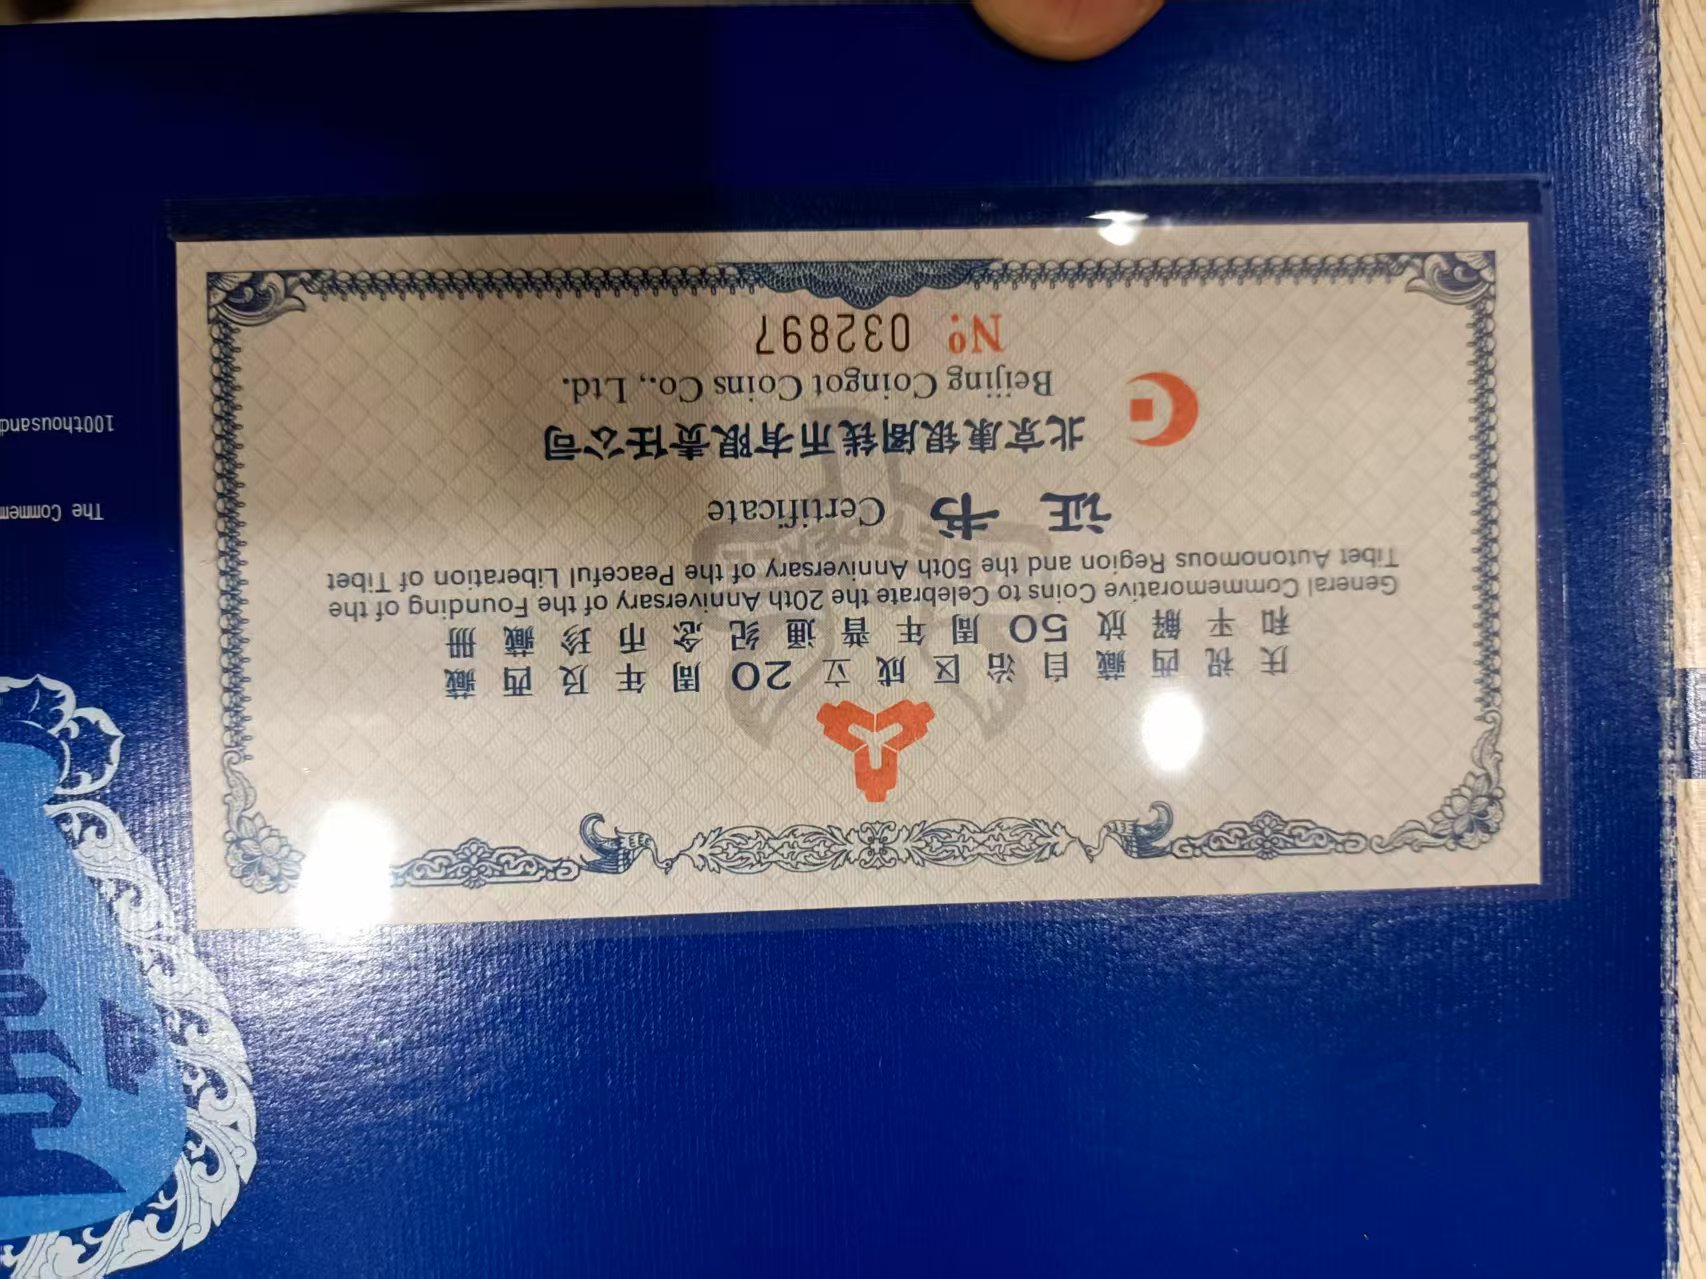 庆祝西藏自治区成立20周年及西藏
和平解放50周年普通纪念币珍藏册
General Commemorative Coins to Celebrate the 20th Anniversary of the Founding of the
Tibet Autonomous Region and the 50th Anniversary of the Peaceful Liberation of Tibet
证书 Certificate
北京康银阁钱币有限责任公司
Beijing Coingot Coins Co., Ltd.
№ 032897
The Commem
100thousand